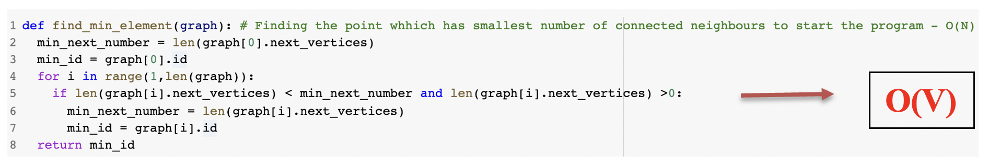 1 def find_min_element(graph): # Finding the point whhich has smallest number of connected neighbours to start the program - O(N)
2   min_next_number = len(graph[0].next_vertices)
3   min_id = graph[0].id
4   for i in range(1,len(graph)):
5     if len(graph[i].next_vertices) < min_next_number and len(graph[i].next_vertices) >0:
O(V)
6       min_next_number = len(graph[i].next_vertices)
7       min_id = graph[i].id
8   return min_id